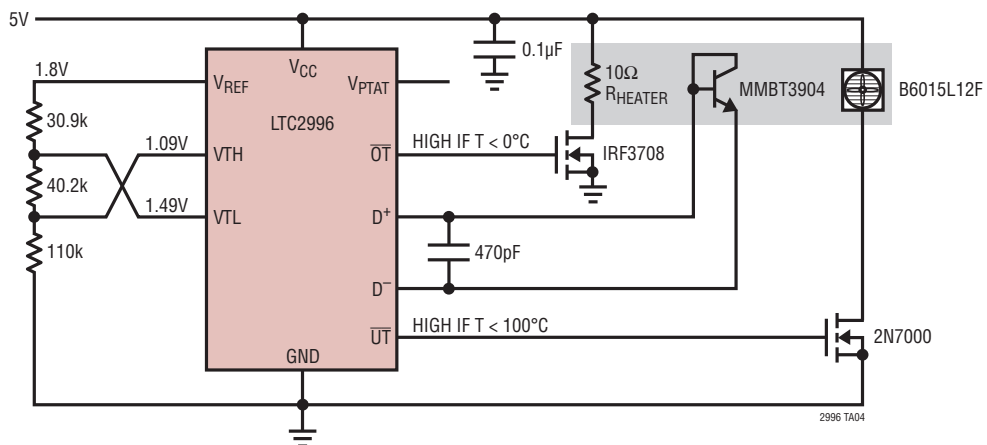 5V
1.8V
30.9k
40.2k
110k
1.09V
1.49V
VCC
VREF
VPTAT
LTC2996
VTH
OT
VTL
D+
D−
UT
GND
0.1µF
10Ω
RHEATER
MMBT3904
B6015L12F
HIGH IF T < 0°C
IRF3708
470pF
HIGH IF T < 100°C
2N7000
2996 TA04